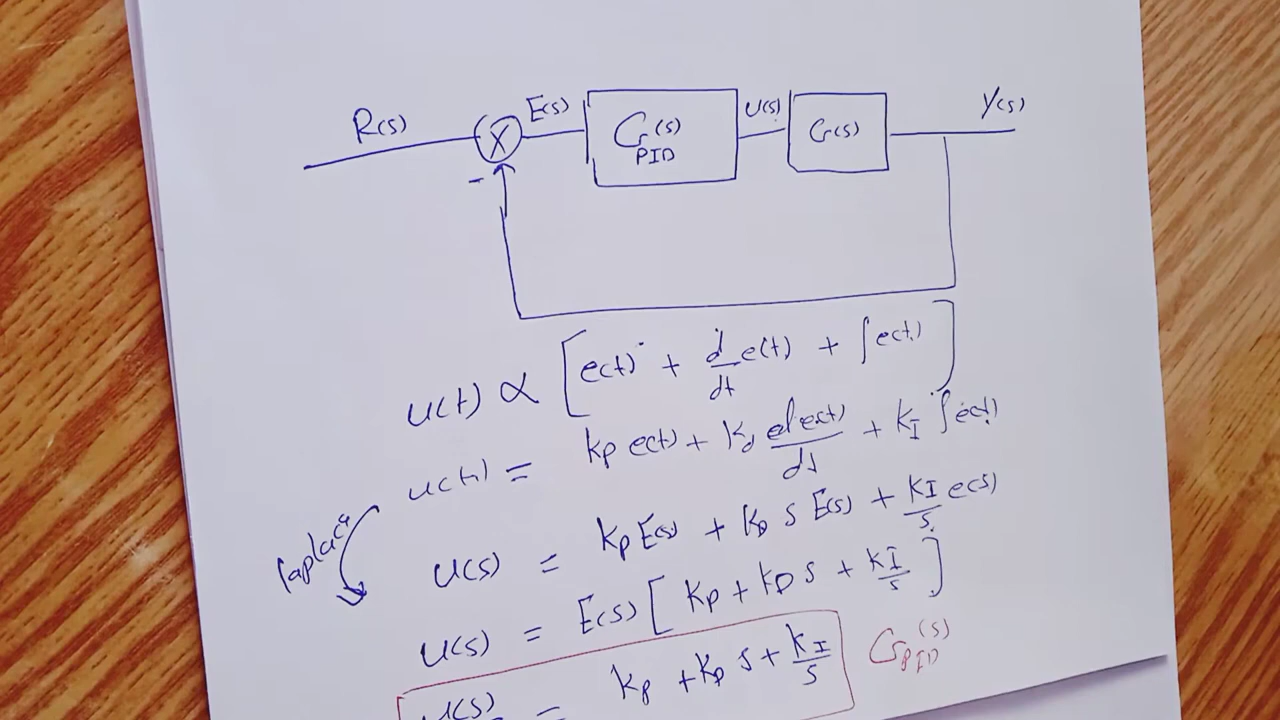 R(s) E(s) G(s) PID U(s) G(s) Y(s)
-
u(t) ∝ [e(t) + d/dt e(t) + ∫e(t)]
u(t) = kp e(t) + Kd de(t)/dt + KI ∫e(t)
laplace
U(s) = kp E(s) + KD s E(s) + KI/s e(s)
U(s) = E(s) [kp + KD s + KI/s]
U(s) = kp + KD s + KI/s G(s) PID